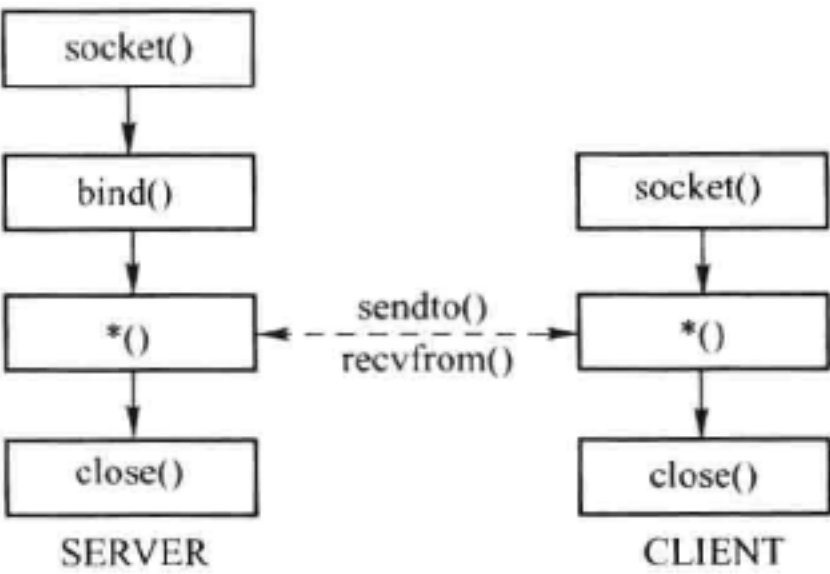 socket()
bind()
*()
close()
SERVER
sendto()
recvfrom()
socket()
*()
close()
CLIENT